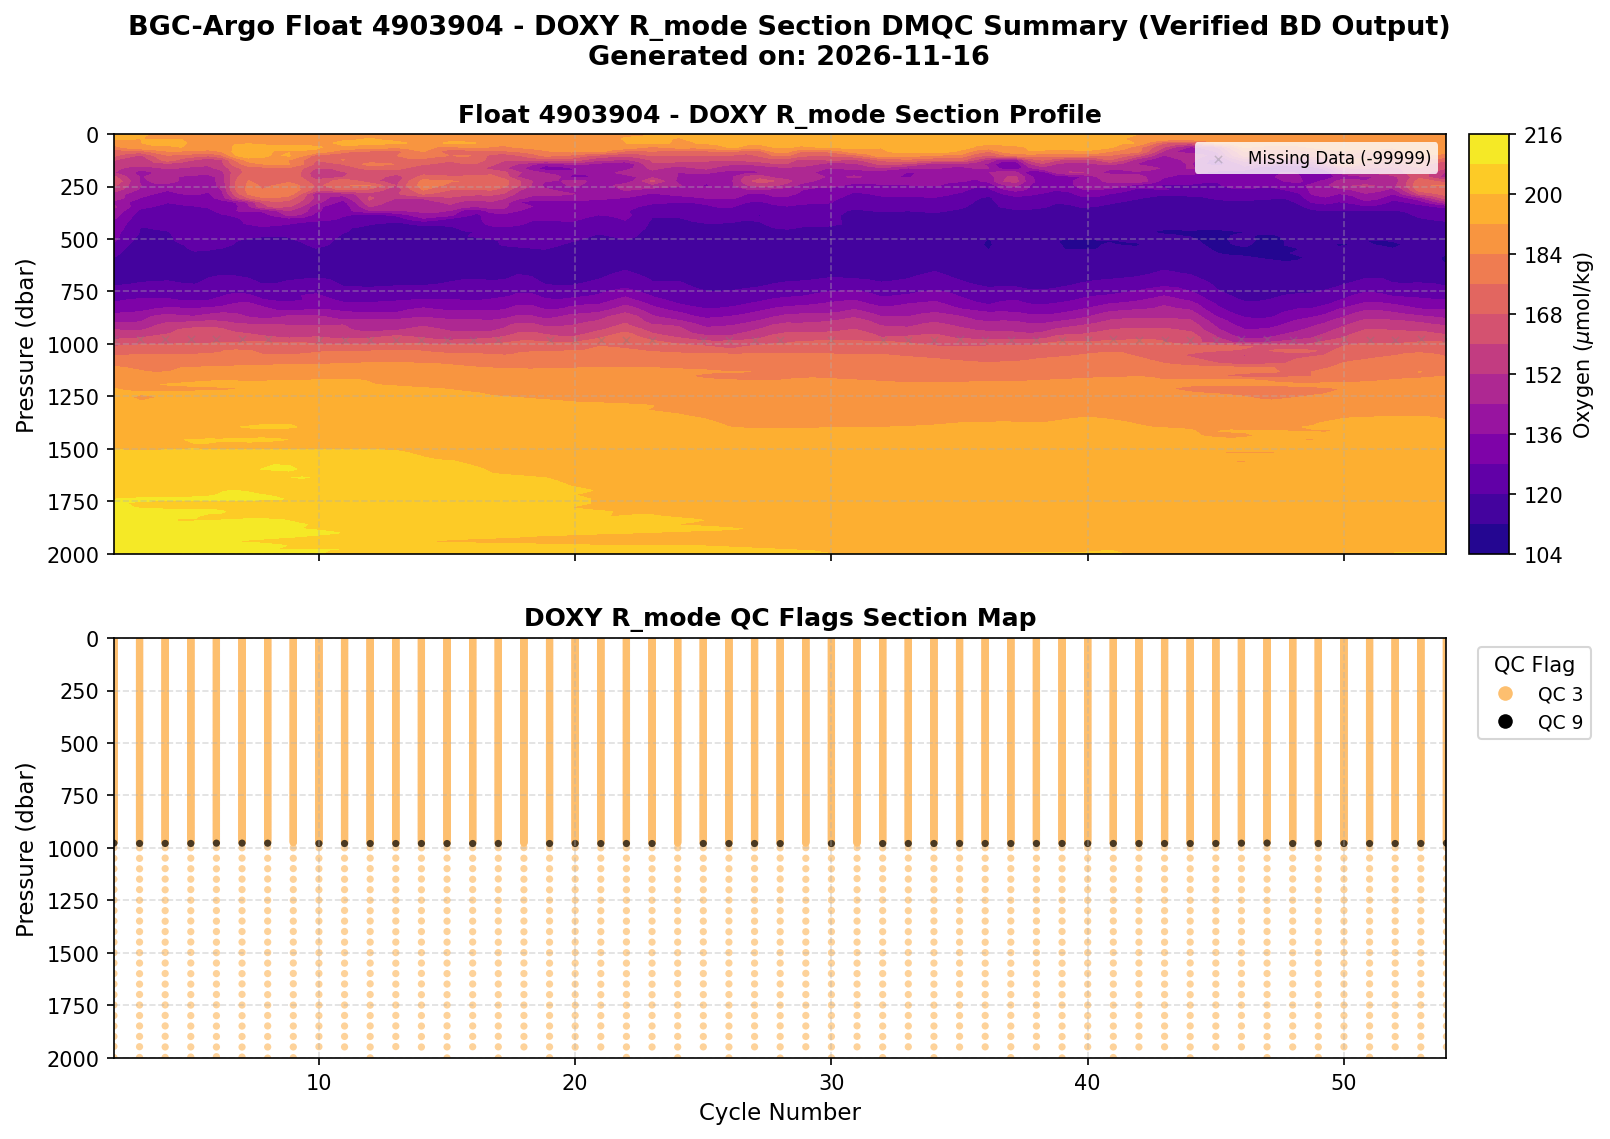 BGC-Argo Float 4903904 - DOXY R_mode Section DMQC Summary (Verified BD Output)
Generated on: 2026-11-16
Float 4903904 - DOXY R_mode Section Profile
Pressure (dbar)
0
250
500
750
1000
1250
1500
1750
2000
Missing Data (-99999)
216
200
184
168
152
136
120
104
Oxygen (μmol/kg)
DOXY R_mode QC Flags Section Map
Pressure (dbar)
0
250
500
750
1000
1250
1500
1750
2000
10
20
30
40
50
Cycle Number
QC Flag
QC 3
QC 9